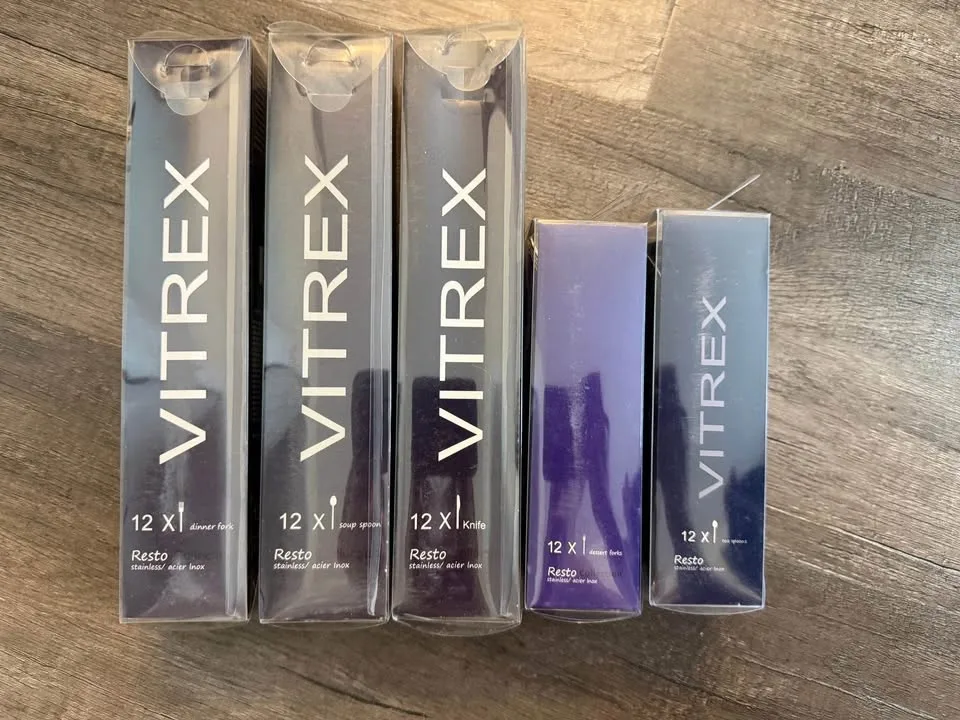 VITREX
12 X dinner fork
Resto
stainless/ acier Inox
VITREX
12 X soup spoon
Resto
stainless/ acier Inox
VITREX
12 X Knife
Resto
stainless/ acier Inox
12 X dessert forks
Resto
stainless/ acier Inox
VITREX
12 X
Resto
stainless/ acier Inox